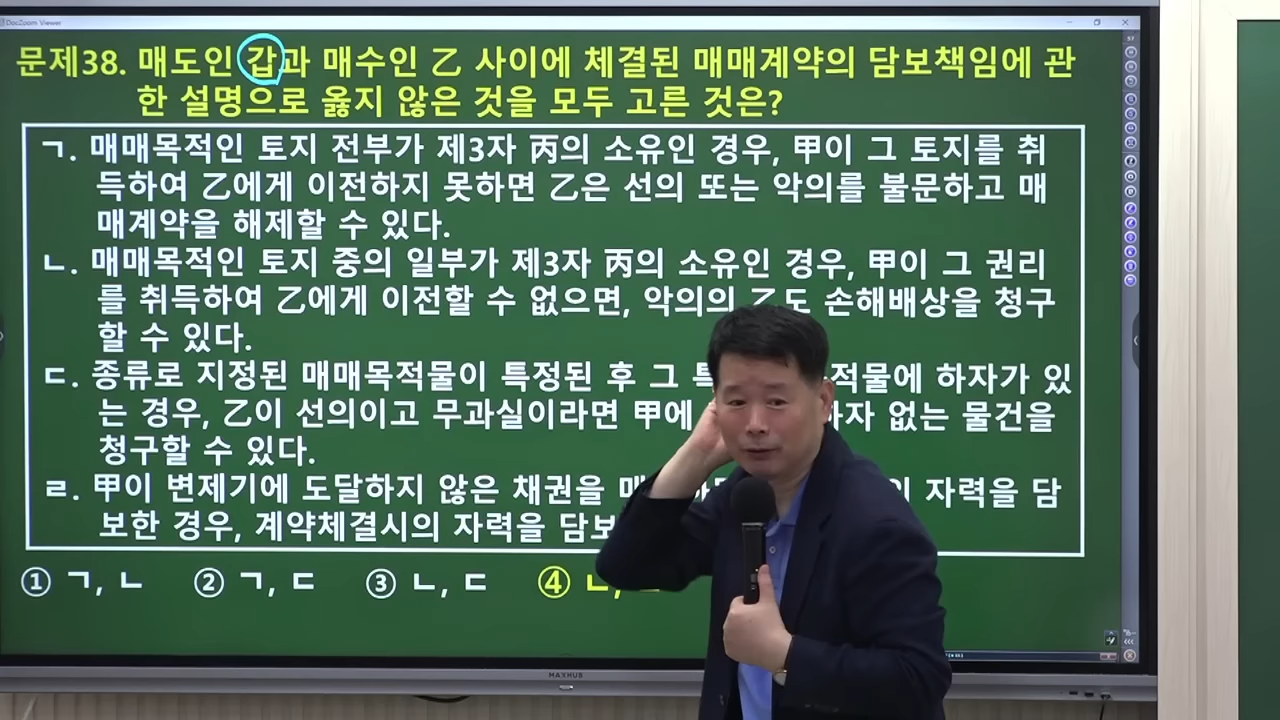 DocZoom Viewer
문제38. 매도인 갑과 매수인 乙 사이에 체결된 매매계약의 담보책임에 관
한 설명으로 옳지 않은 것을 모두 고른 것은?
ㄱ. 매매목적인 토지 전부가 제3자 丙의 소유인 경우, 甲이 그 토지를 취
득하여 乙에게 이전하지 못하면 乙은 선의 또는 악의를 불문하고 매
매계약을 해제할 수 있다.
ㄴ. 매매목적인 토지 중의 일부가 제3자 丙의 소유인 경우, 甲이 그 권리
를 취득하여 乙에게 이전할 수 없으면, 악의의 乙도 손해배상을 청구
할 수 있다.
ㄷ. 종류로 지정된 매매목적물이 특정된 후 그 특 적물에 하자가 있
는 경우, 乙이 선의이고 무과실이라면 甲에 하자 없는 물건을
청구할 수 있다.
ㄹ. 甲이 변제기에 도달하지 않은 채권을 자력을 담
보한 경우, 계약체결시의 자력을 담보
① ㄱ, ㄴ ② ㄱ, ㄷ ③ ㄴ, ㄷ ④ ㄴ,
MAXHUB